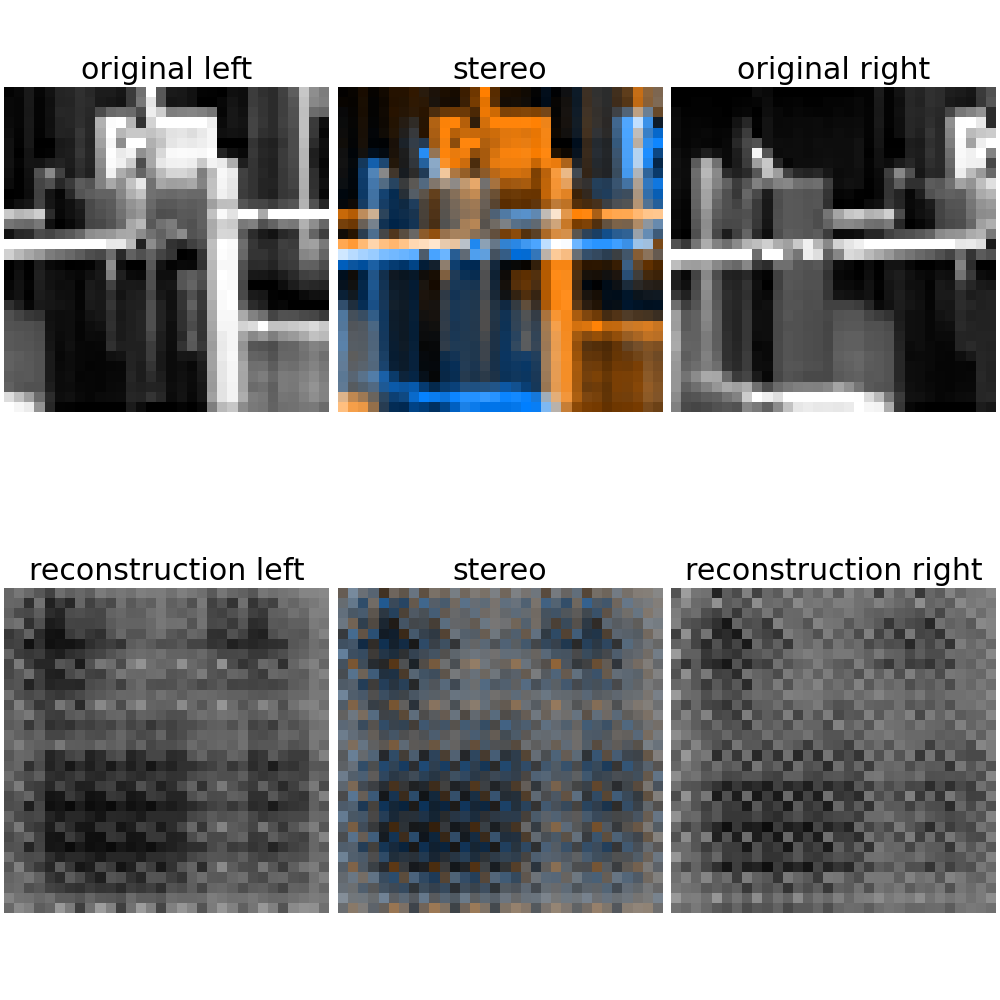 original left
stereo
original right
reconstruction left
stereo
reconstruction right